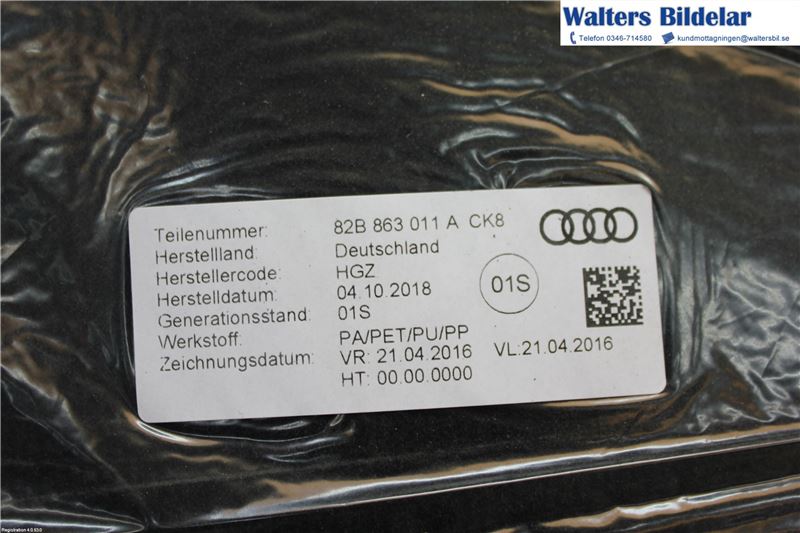 Walters Bildelar
Telefon 0346-714580 kundmottagningen@waltersbil.se
Teilenummer: 82B 863 011 A CK8
Herstellland: Deutschland
Herstellercode: HGZ
Herstelldatum: 04.10.2018
Generationsstand: 01S
01S
Werkstoff: PA/PET/PU/PP
Zeichnungsdatum: VR: 21.04.2016 VL:21.04.2016
HT: 00.00.0000